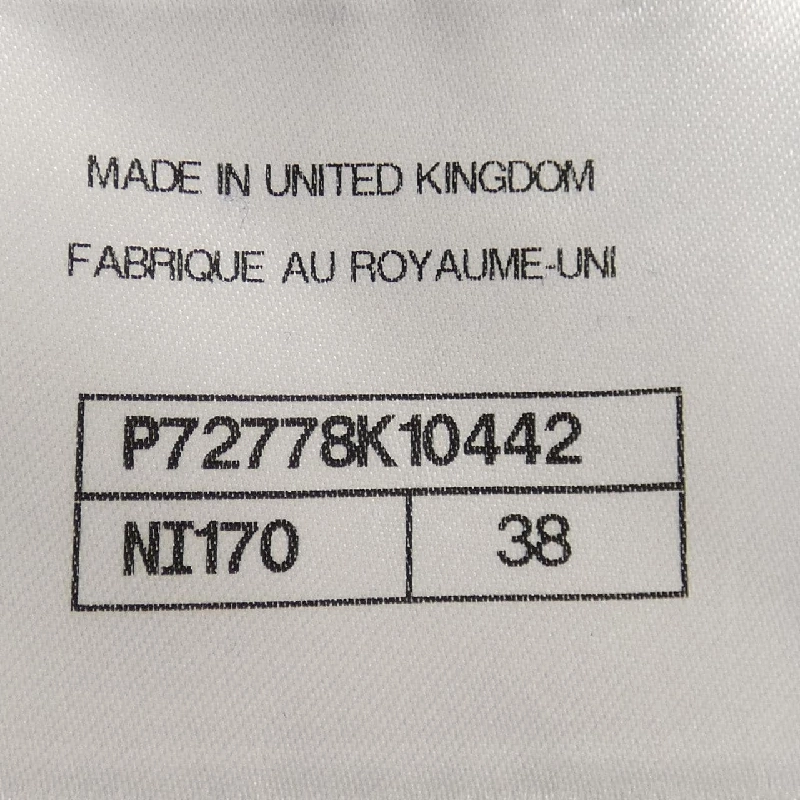 MADE IN UNITED KINGDOM
FABRIQUE AU ROYAUME-UNI
P72778K10442
NI170 38